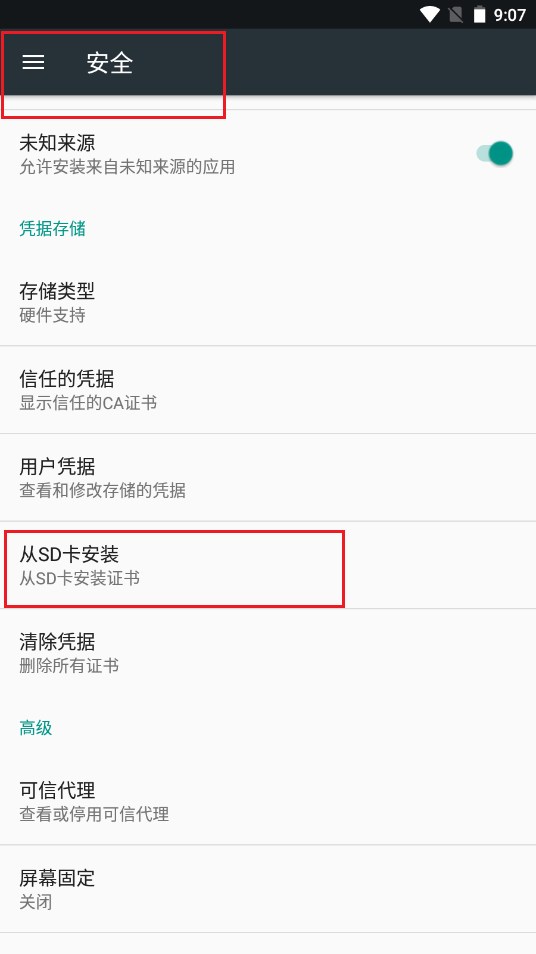 9:07
安全
未知来源
允许安装来自未知来源的应用
凭据存储
存储类型
硬件支持
信任的凭据
显示信任的CA证书
用户凭据
查看和修改存储的凭据
从SD卡安装
从SD卡安装证书
清除凭据
删除所有证书
高级
可信代理
查看或停用可信代理
屏幕固定
关闭